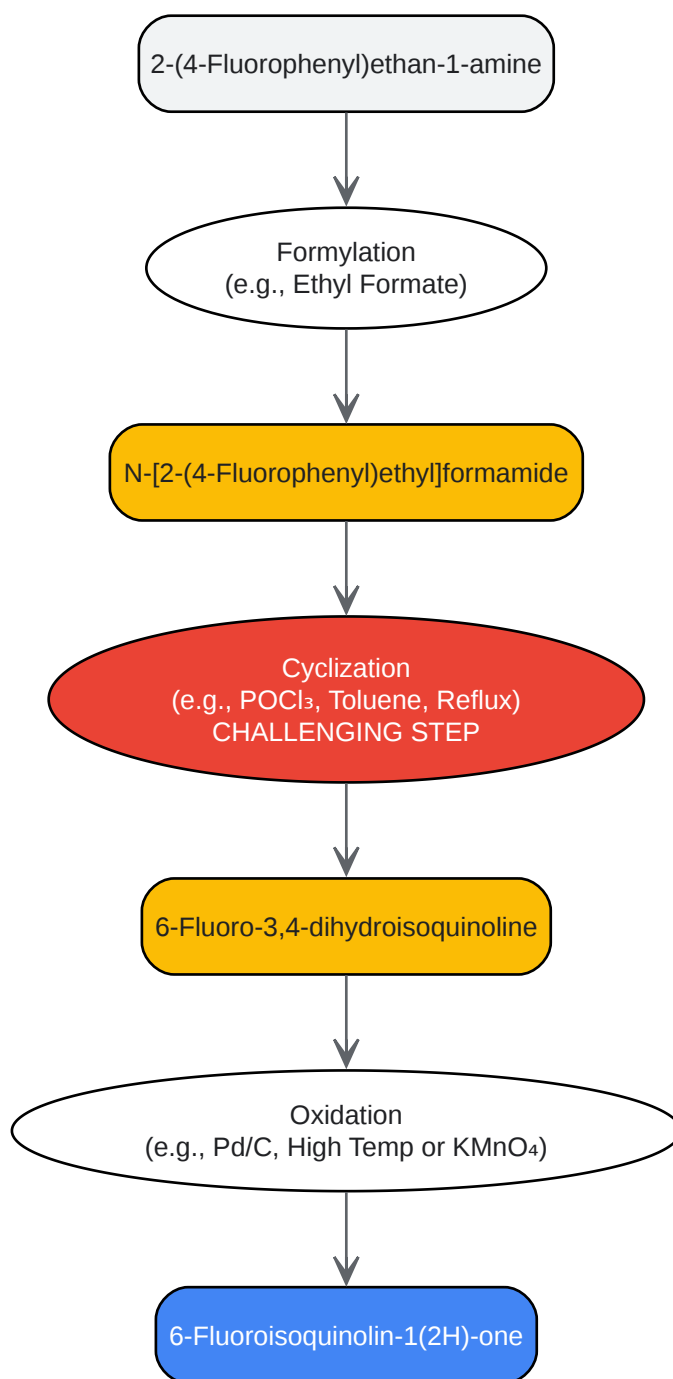 2-(4-Fluorophenyl)ethan-1-amine
Formylation
(e.g., Ethyl Formate)
N-[2-(4-Fluorophenyl)ethyl]formamide
Cyclization
(e.g., POCl₃, Toluene, Reflux)
CHALLENGING STEP
6-Fluoro-3,4-dihydroisoquinoline
Oxidation
(e.g., Pd/C, High Temp or KMnO₄)
6-Fluoroisoquinolin-1(2H)-one